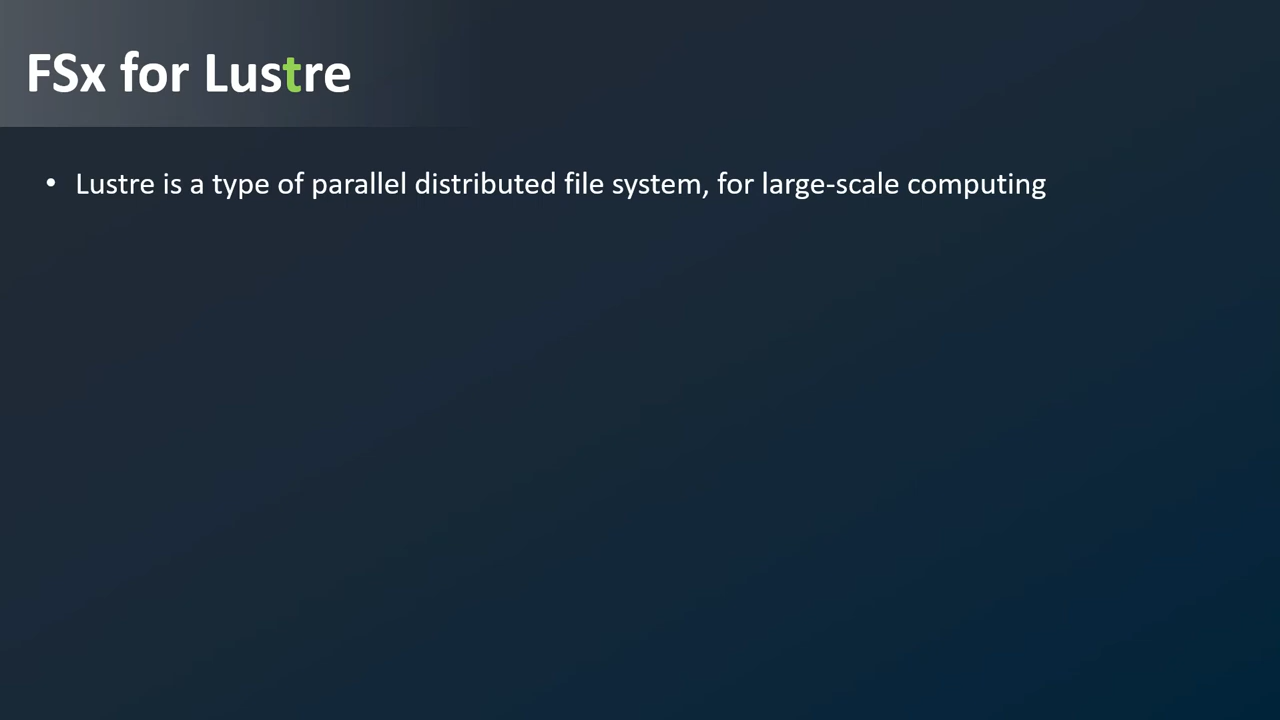 FSx for Lustre
• Lustre is a type of parallel distributed file system, for large-scale computing